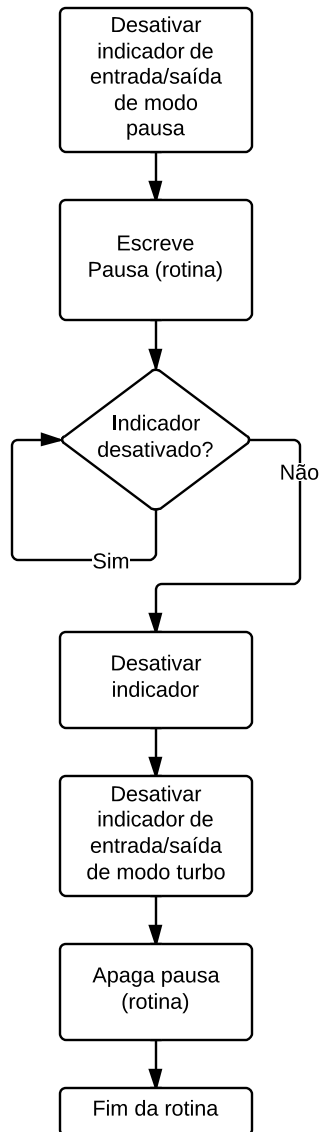 Desativar
indicador de
entrada/saída
de modo
pausa
Escreve
Pausa (rotina)
Indicador
desativado?
Não
Sim
Desativar
indicador
Desativar
indicador de
entrada/saída
de modo turbo
Apaga pausa
(rotina)
Fim da rotina